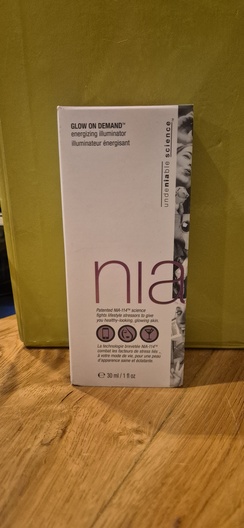 GLOW ON DEMAND™
energizing illuminator
illuminateur énergisant
undeniable science™
nia
Patented NIA-114™ science
fights lifestyle stressors to give
you healthy-looking, glowing skin.
La technologie brevetée NIA-114™
combat les facteurs de stress liés
à votre mode de vie, pour une peau
d'apparence saine et éclatante.
℮ 30 ml / 1 fl oz